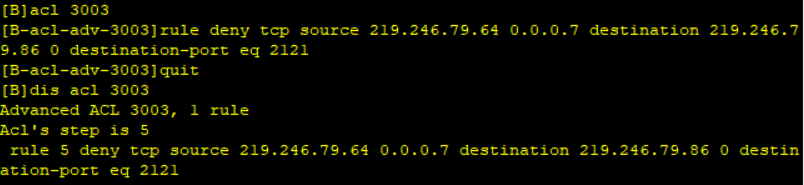 [B]acl 3003
[B-acl-adv-3003]rule deny tcp source 219.246.79.64 0.0.0.7 destination 219.246.7
9.86 0 destination-port eq 2121
[B-acl-adv-3003]quit
[B]dis acl 3003
Advanced ACL 3003, 1 rule
Acl's step is 5
 rule 5 deny tcp source 219.246.79.64 0.0.0.7 destination 219.246.79.86 0 destin
ation-port eq 2121